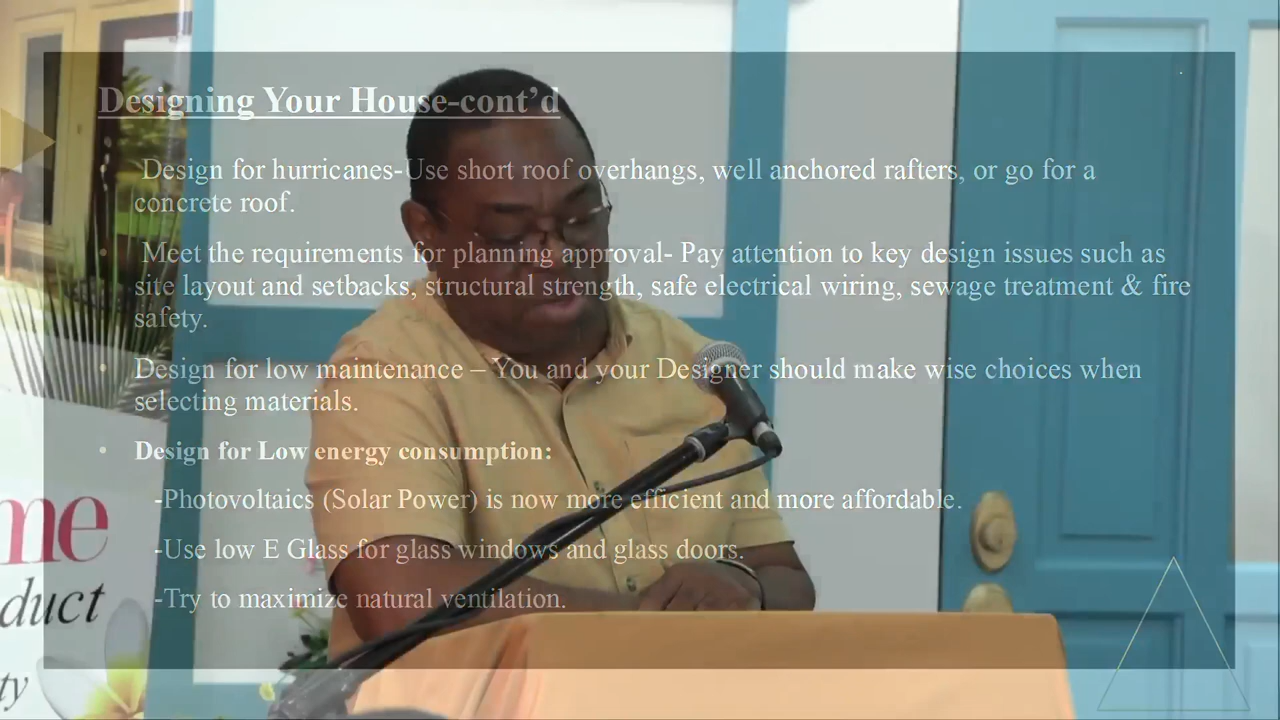 Designing Your House-cont’d
• Design for hurricanes-Use short roof overhangs, well anchored rafters, or go for a
concrete roof.
• Meet the requirements for planning approval- Pay attention to key design issues such as
site layout and setbacks, structural strength, safe electrical wiring, sewage treatment & fire
safety.
• Design for low maintenance – You and your Designer should make wise choices when
selecting materials.
• Design for Low energy consumption:
-Photovoltaics (Solar Power) is now more efficient and more affordable.
-Use low E Glass for glass windows and glass doors.
-Try to maximize natural ventilation.
me
duct
ty